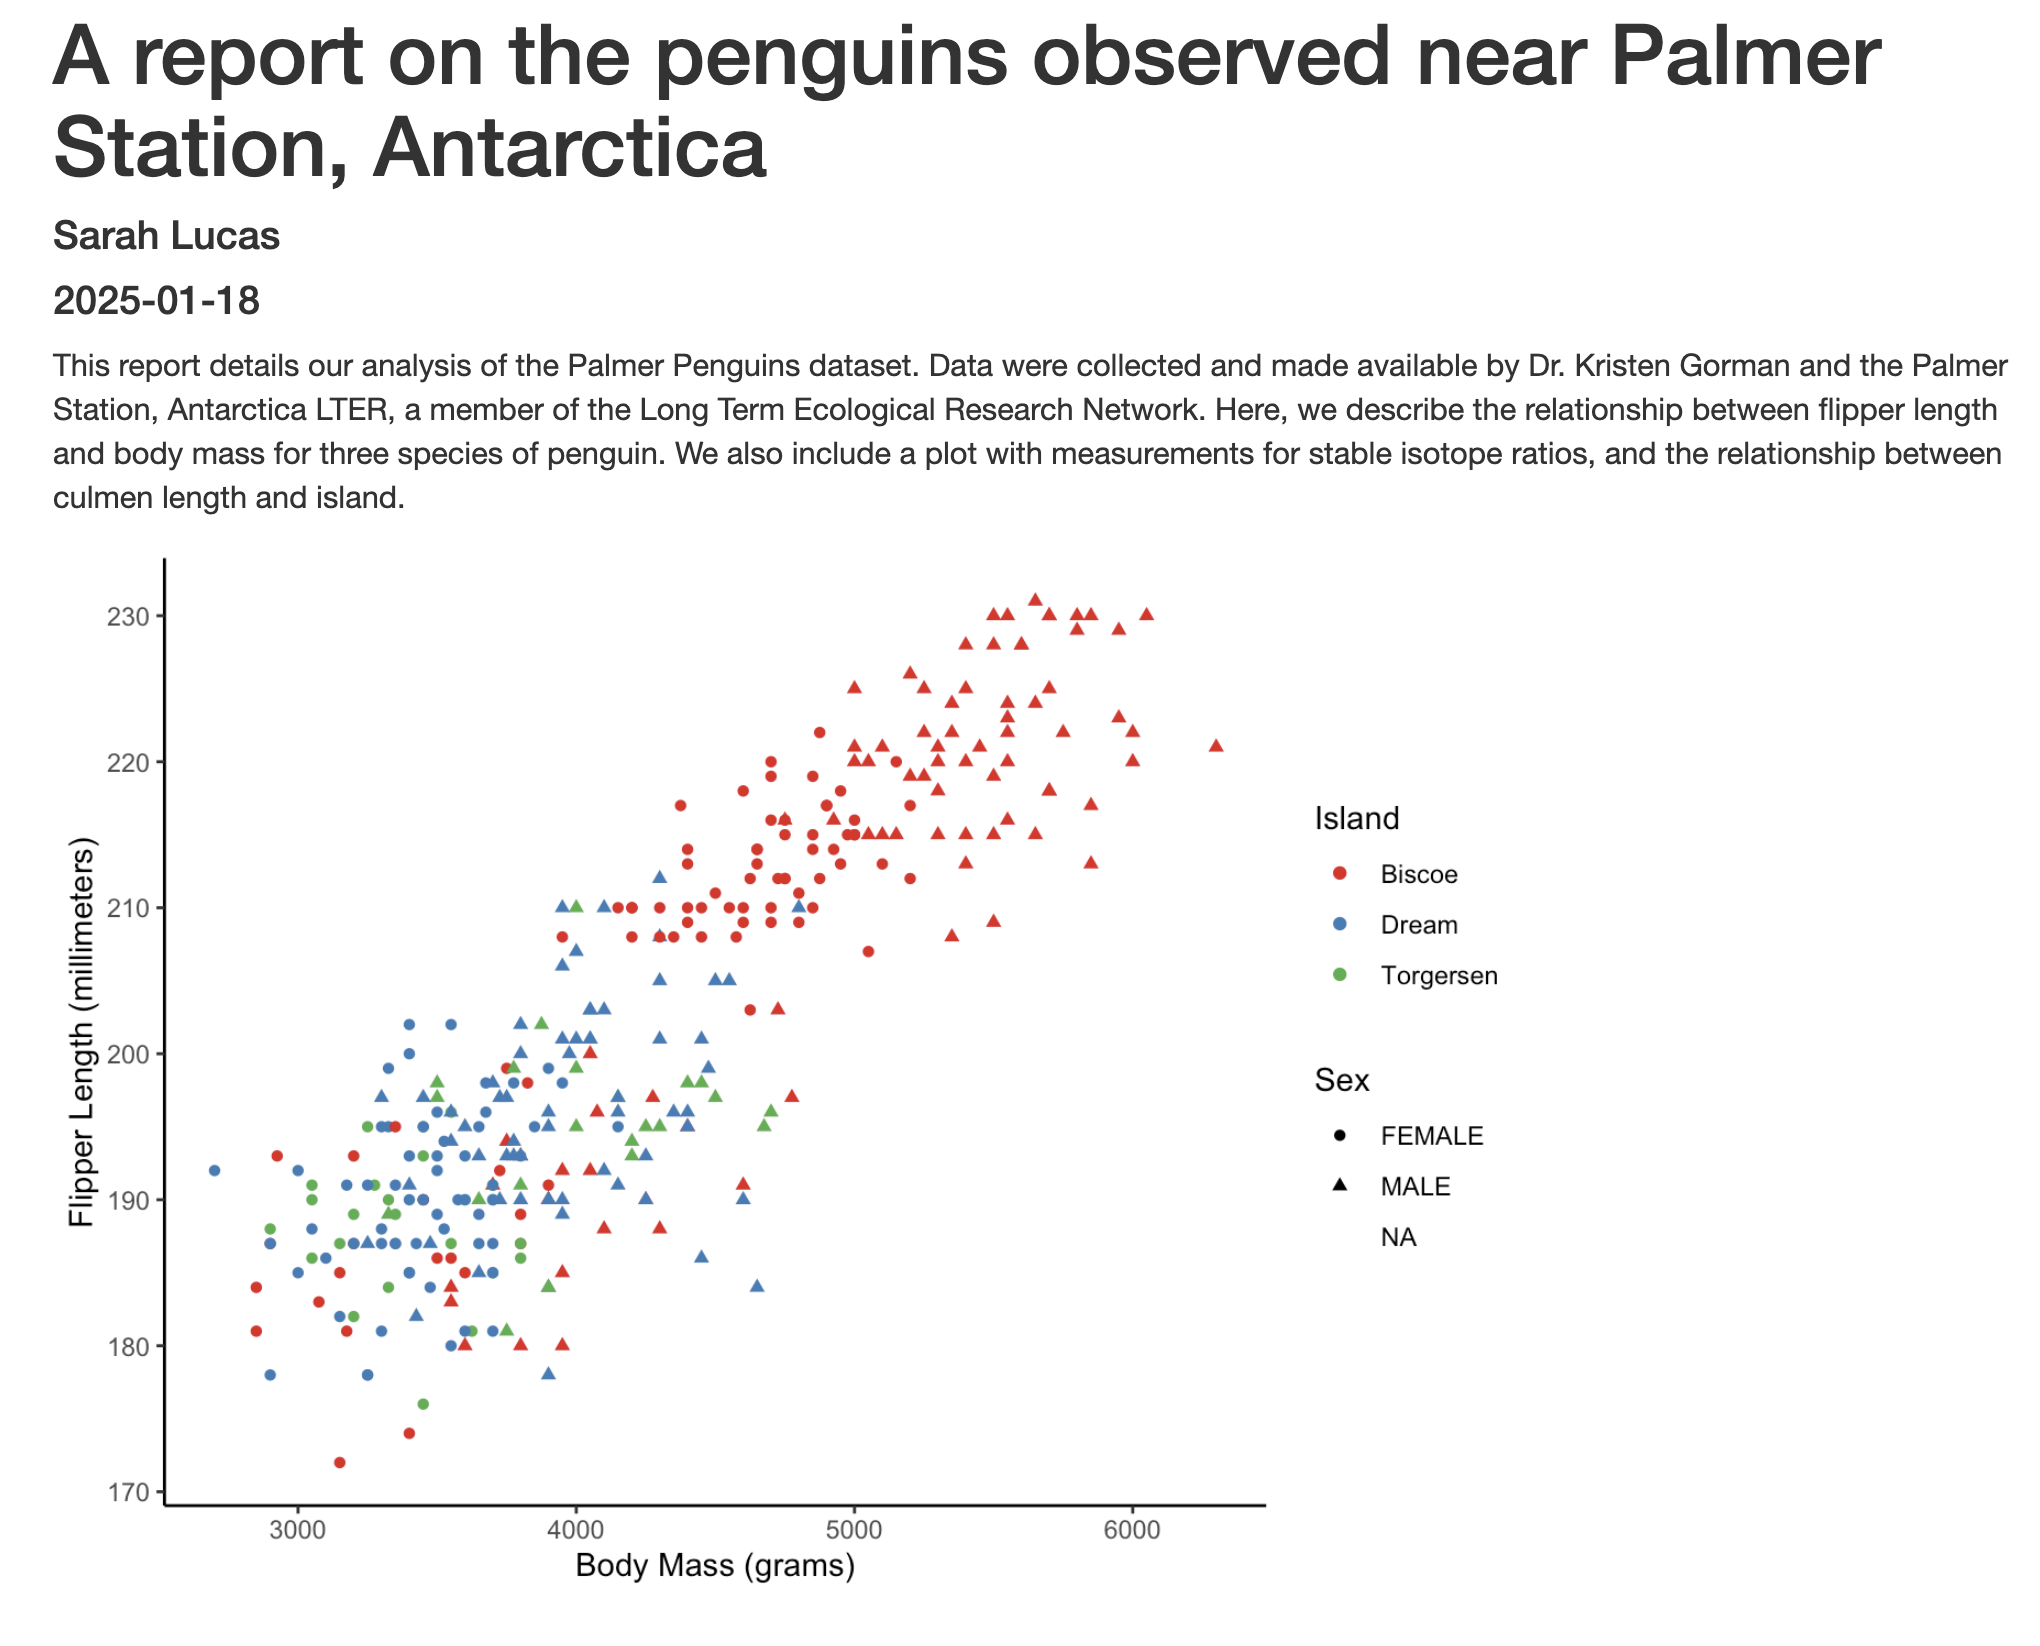 A report on the penguins observed near Palmer
Station, Antarctica
Sarah Lucas
2025-01-18
This report details our analysis of the Palmer Penguins dataset. Data were collected and made available by Dr. Kristen Gorman and the Palmer
Station, Antarctica LTER, a member of the Long Term Ecological Research Network. Here, we describe the relationship between flipper length
and body mass for three species of penguin. We also include a plot with measurements for stable isotope ratios, and the relationship between
culmen length and island.
Flipper Length (millimeters)
230
220
210
200
190
180
170
3000 4000 5000 6000
Body Mass (grams)
Island
Biscoe
Dream
Torgersen
Sex
FEMALE
MALE
NA